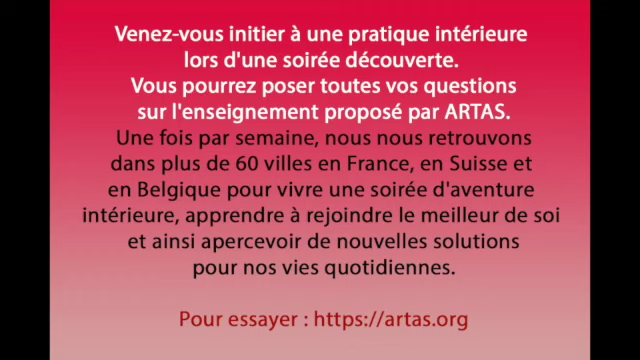 Venez-vous initier à une pratique intérieure
lors d'une soirée découverte.
Vous pourrez poser toutes vos questions
sur l'enseignement proposé par ARTAS.
Une fois par semaine, nous nous retrouvons
dans plus de 60 villes en France, en Suisse et
en Belgique pour vivre une soirée d'aventure
intérieure, apprendre à rejoindre le meilleur de soi
et ainsi apercevoir de nouvelles solutions
pour nos vies quotidiennes.
Pour essayer : https://artas.org